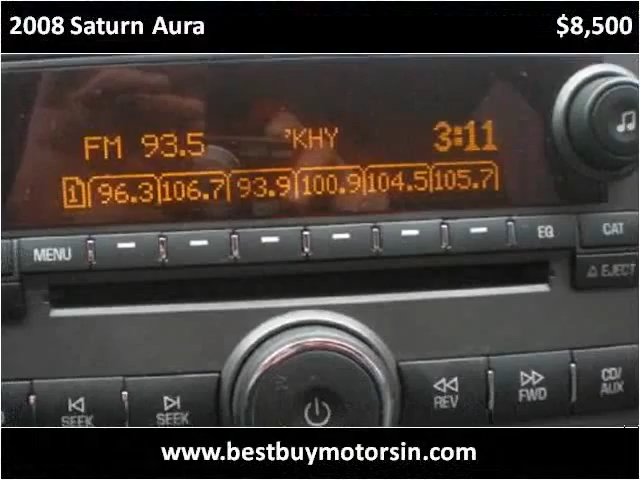 2008 Saturn Aura $8,500
FM 93.5 'KHY 3:11
1 96.3 106.7 93.9 100.9 104.5 105.7
MENU EQ CAT
EJECT
SEEK SEEK REV FWD CD/
AUX
www.bestbuymotorsin.com